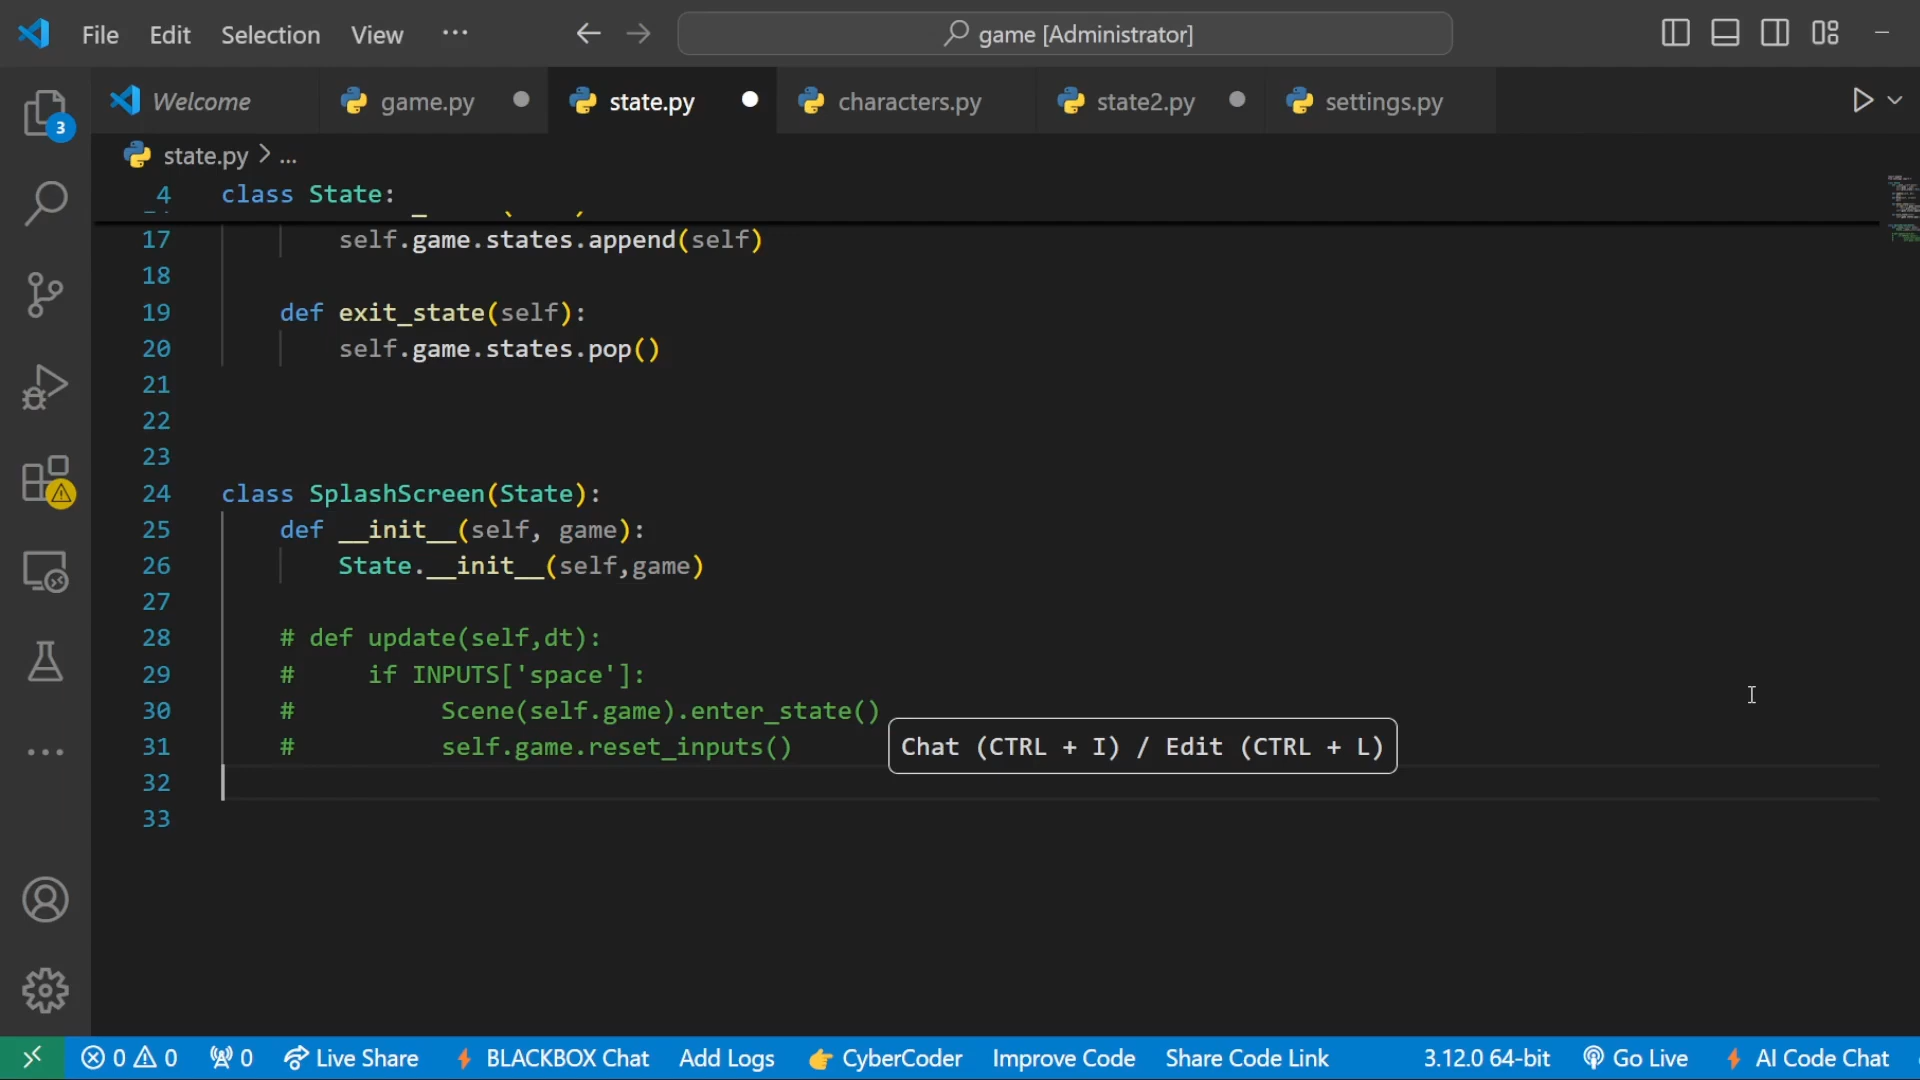 File Edit Selection View ... game [Administrator]
Welcome game.py state.py characters.py state2.py settings.py
3
state.py > ...
4 class State:
17 self.game.states.append(self)
18
19 def exit_state(self):
20 self.game.states.pop()
21
22
23
24 class SplashScreen(State):
25 def __init__(self, game):
26 State.__init__(self,game)
27
28 # def update(self,dt):
29 # if INPUTS['space']:
30 # Scene(self.game).enter_state()
31 # self.game.reset_inputs() Chat (CTRL + I) / Edit (CTRL + L)
32
33
0 0 0 Live Share BLACKBOX Chat Add Logs 👉 CyberCoder Improve Code Share Code Link 3.12.0 64-bit Go Live AI Code Chat